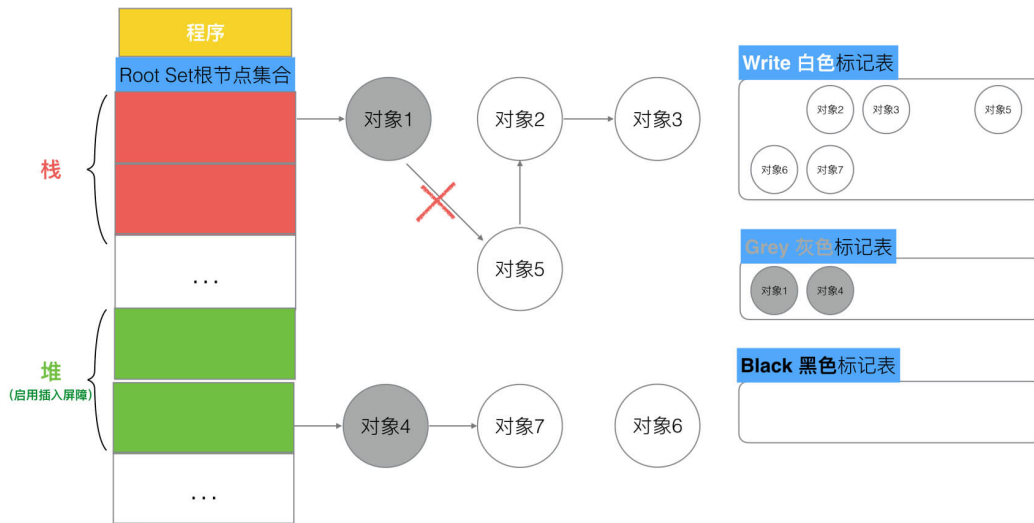 程序
Root Set根节点集合
栈
...
堆
(启用插入屏障)
...
对象1
对象2
对象3
对象5
对象4
对象7
对象6
Write 白色标记表
对象2
对象3
对象5
对象6
对象7
Grey 灰色标记表
对象1
对象4
Black 黑色标记表